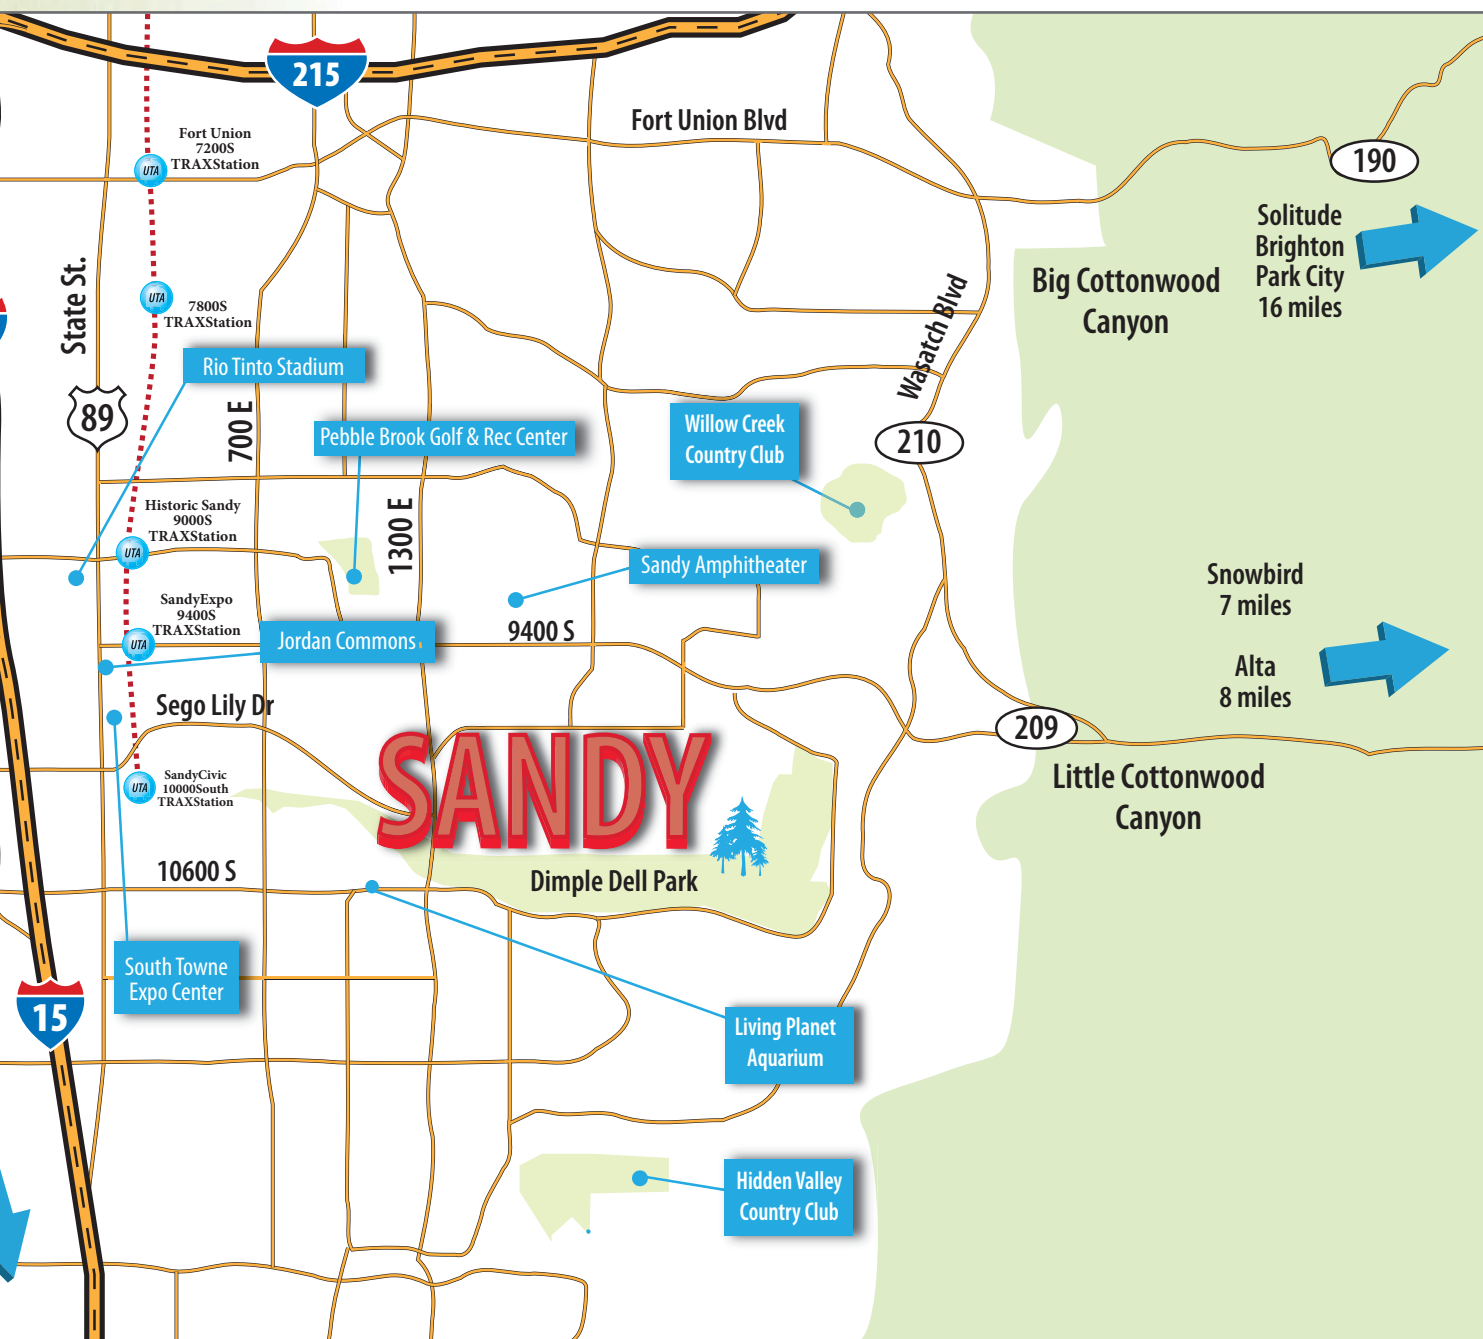 215
Fort Union Blvd
Fort Union
7200S
TRAXStation
UTA
190
Solitude
Brighton
Park City
16 miles
Big Cottonwood
Canyon
State St.
UTA
7800S
TRAXStation
Wasatch Blvd
Rio Tinto Stadium
89
700 E
Pebble Brook Golf & Rec Center
Willow Creek
Country Club
210
Historic Sandy
9000S
TRAXStation
UTA
1300 E
Sandy Amphitheater
Snowbird
7 miles
Alta
8 miles
SandyExpo
9400S
TRAXStation
UTA
Jordan Commons
9400 S
Sego Lily Dr
209
SANDY
Little Cottonwood
Canyon
SandyCivic
10000South
TRAXStation
UTA
10600 S
Dimple Dell Park
South Towne
Expo Center
15
Living Planet
Aquarium
Hidden Valley
Country Club